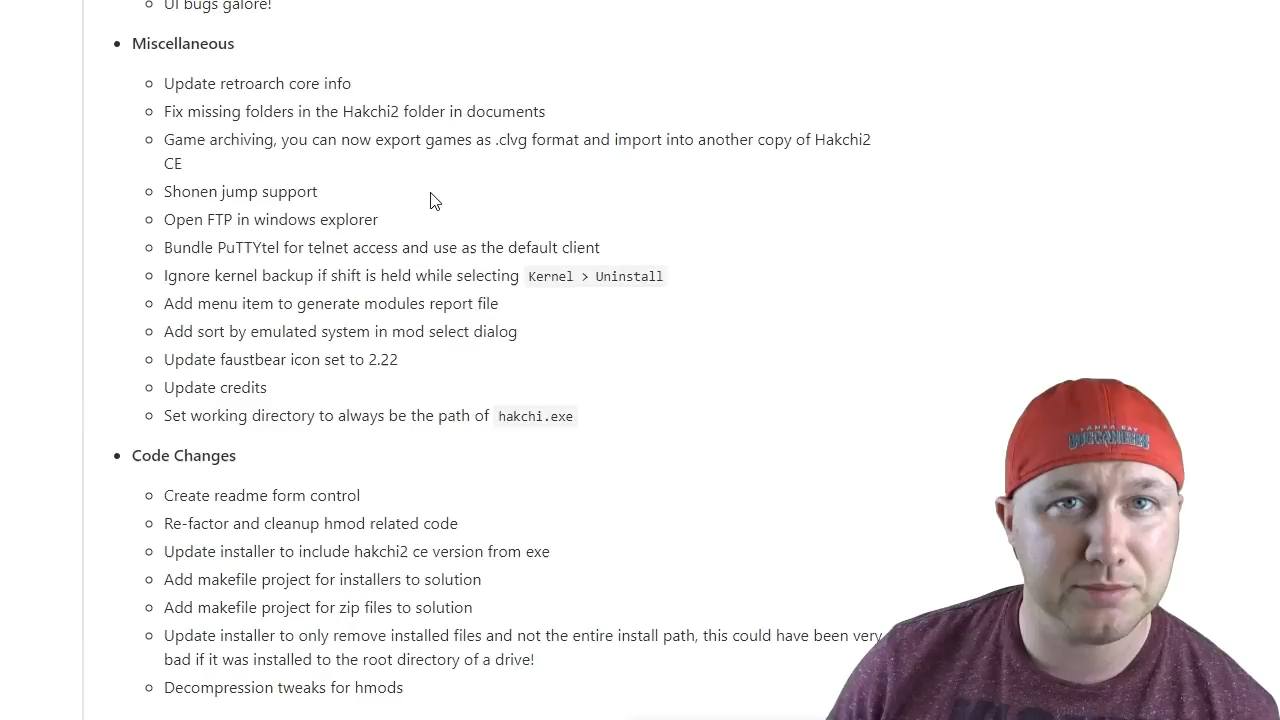 UI bugs galore!
Miscellaneous
Update retroarch core info
Fix missing folders in the Hakchi2 folder in documents
Game archiving, you can now export games as .clvg format and import into another copy of Hakchi2
CE
Shonen jump support
Open FTP in windows explorer
Bundle PuTTYtel for telnet access and use as the default client
Ignore kernel backup if shift is held while selecting Kernel > Uninstall
Add menu item to generate modules report file
Add sort by emulated system in mod select dialog
Update faustbear icon set to 2.22
Update credits
Set working directory to always be the path of hakchi.exe
Code Changes
TAMPA BAY
BUCCANEERS
Create readme form control
Re-factor and cleanup hmod related code
Update installer to include hakchi2 ce version from exe
Add makefile project for installers to solution
Add makefile project for zip files to solution
Update installer to only remove installed files and not the entire install path, this could have been very
bad if it was installed to the root directory of a drive!
Decompression tweaks for hmods